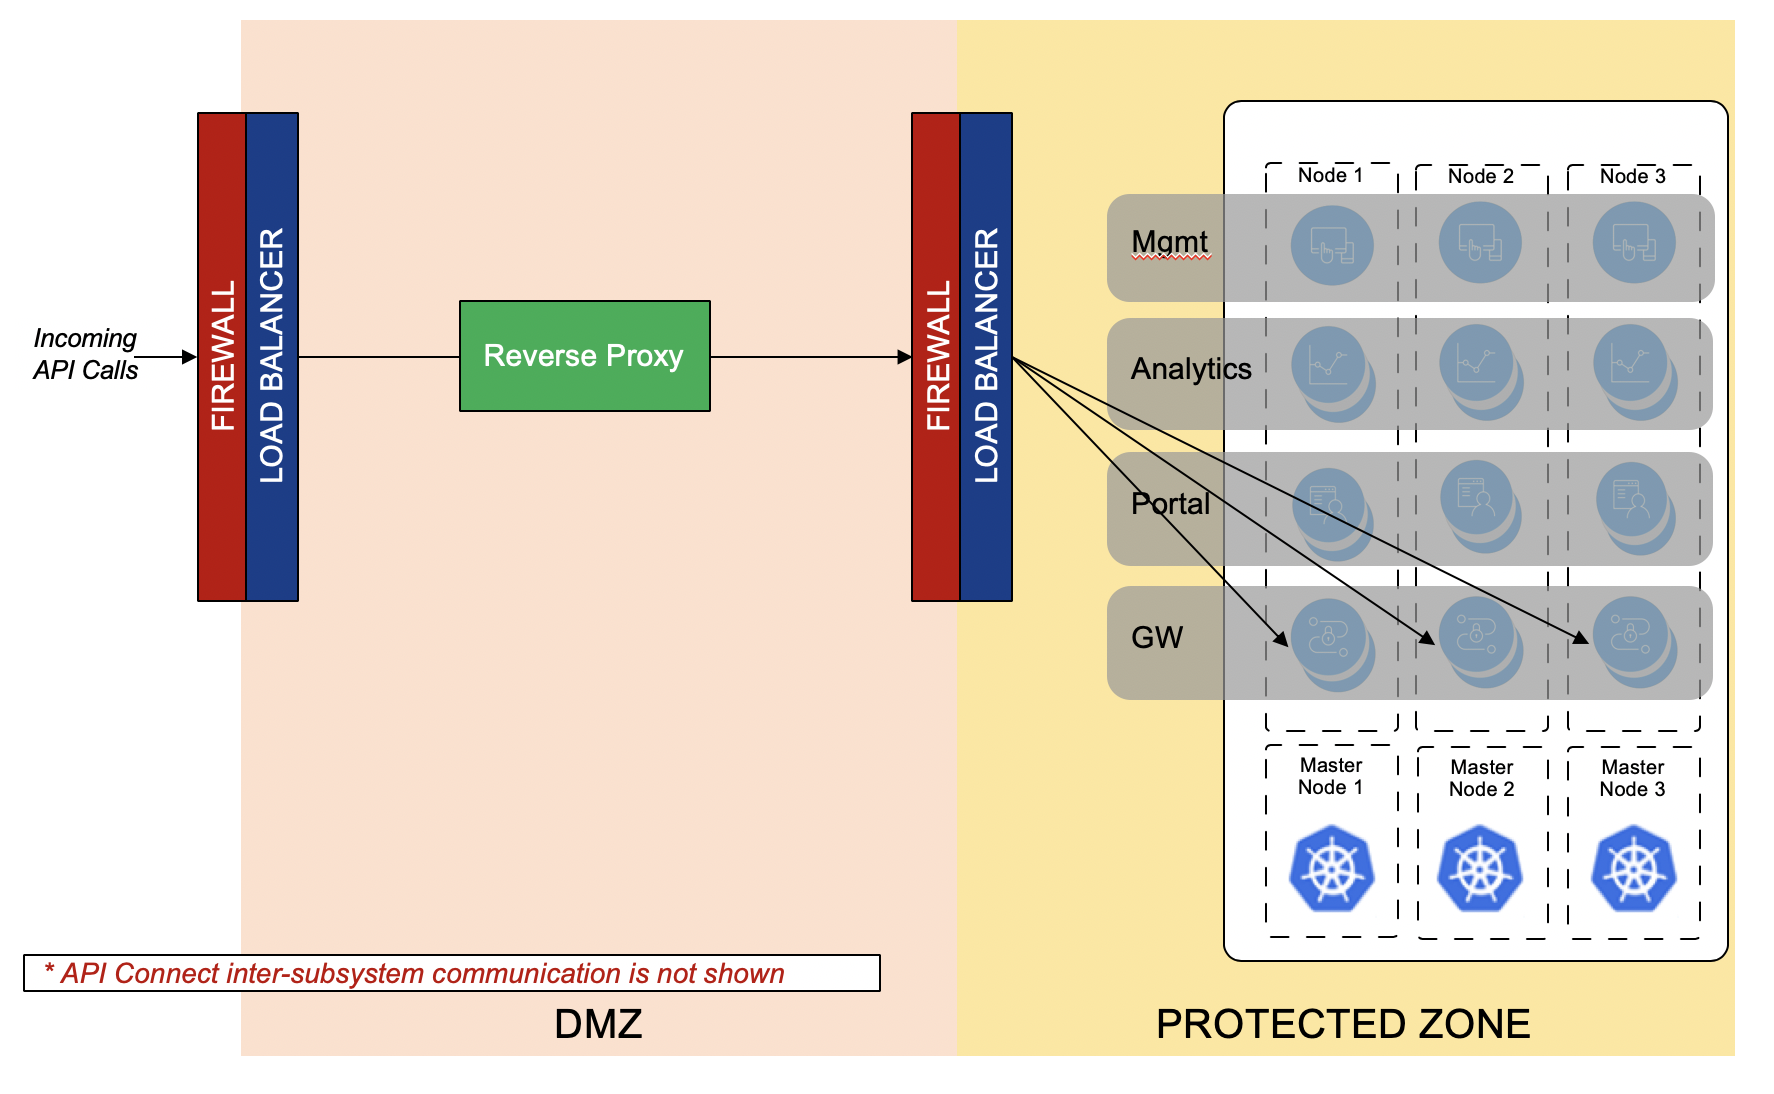 Incoming
API Calls
FIREWALL
LOAD BALANCER
Reverse Proxy
FIREWALL
LOAD BALANCER
Node 1
Node 2
Node 3
Mgmt
Analytics
Portal
GW
Master
Node 1
Master
Node 2
Master
Node 3
* API Connect inter-subsystem communication is not shown
DMZ
PROTECTED ZONE